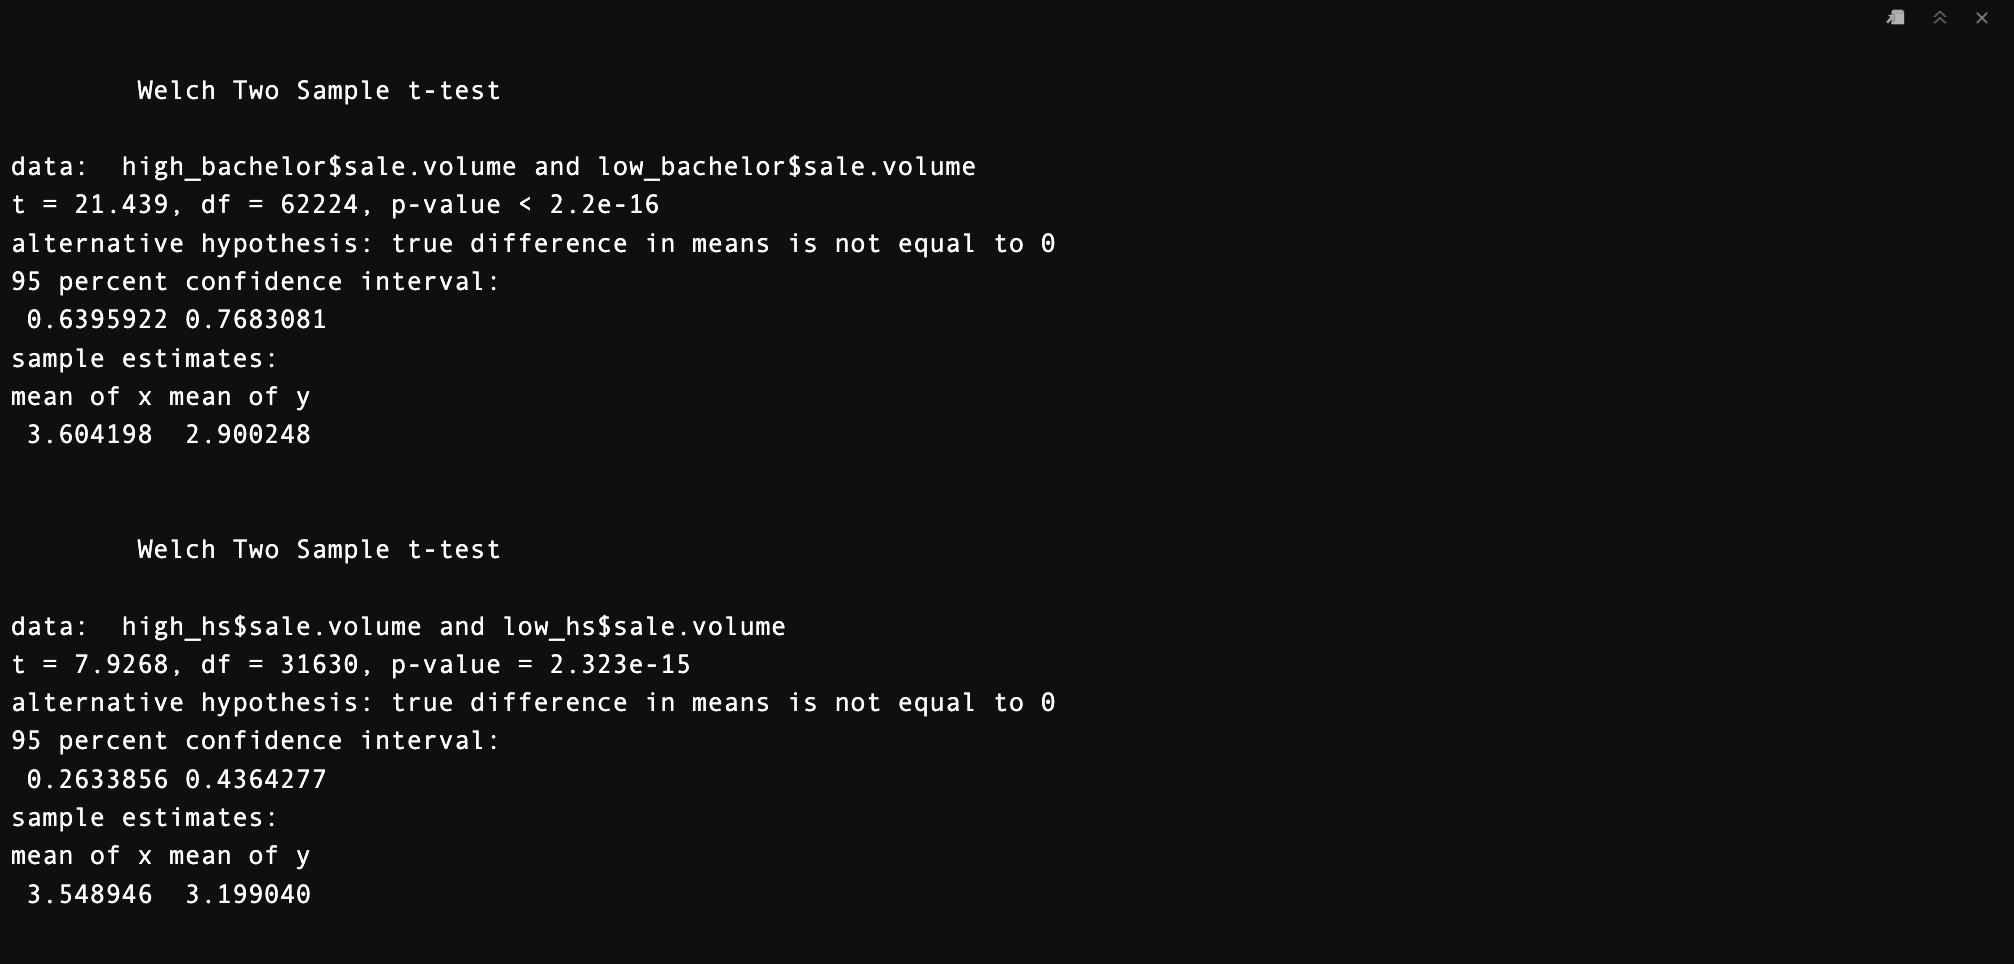 Welch Two Sample t-test
data:  high_bachelor$sale.volume and low_bachelor$sale.volume
t = 21.439, df = 62224, p-value < 2.2e-16
alternative hypothesis: true difference in means is not equal to 0
95 percent confidence interval:
 0.6395922 0.7683081
sample estimates:
mean of x mean of y
 3.604198  2.900248
Welch Two Sample t-test
data:  high_hs$sale.volume and low_hs$sale.volume
t = 7.9268, df = 31630, p-value = 2.323e-15
alternative hypothesis: true difference in means is not equal to 0
95 percent confidence interval:
 0.2633856 0.4364277
sample estimates:
mean of x mean of y
 3.548946  3.199040